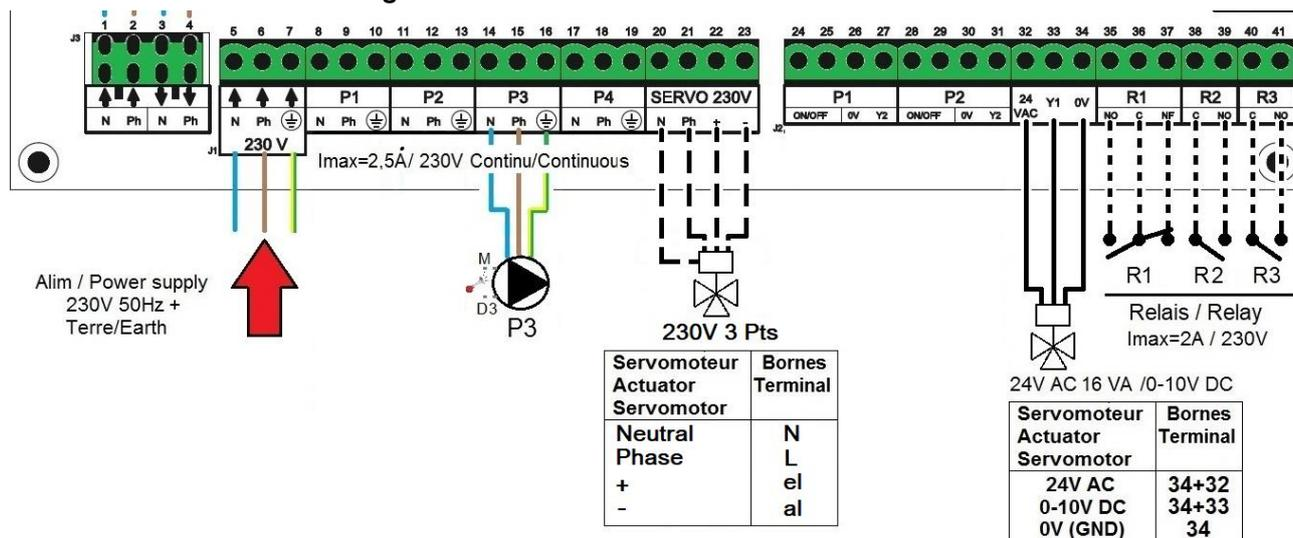 1 2 3 4
J3
5 6 7 8 9 10 11 12 13 14 15 16 17 18 19 20 21 22 23
24 25 26 27 28 29 30 31 32 33 34 35 36 37 38 39 40 41
N Ph N Ph
N Ph
230 V
J1
P1
N Ph
P2
N Ph
P3
N Ph
P4
N Ph
SERVO 230V
N Ph + -
J2
P1
ON/OFF 0V Y2
P2
ON/OFF 0V Y2
24 VAC Y1 0V
R1
NO C NF
R2
C NO
R3
C NO
Imax=2,5A/ 230V Continu/Continuous
Alim / Power supply
230V 50Hz +
Terre/Earth
M
D3
P3
230V 3 Pts
Servomoteur Bornes
Actuator Terminal
Servomotor
Neutral N
Phase L
+ el
- al
R1 R2 R3
Relais / Relay
Imax=2A / 230V
24V AC 16 VA /0-10V DC
Servomoteur Bornes
Actuator Terminal
Servomotor
24V AC 34+32
0-10V DC 34+33
0V (GND) 34